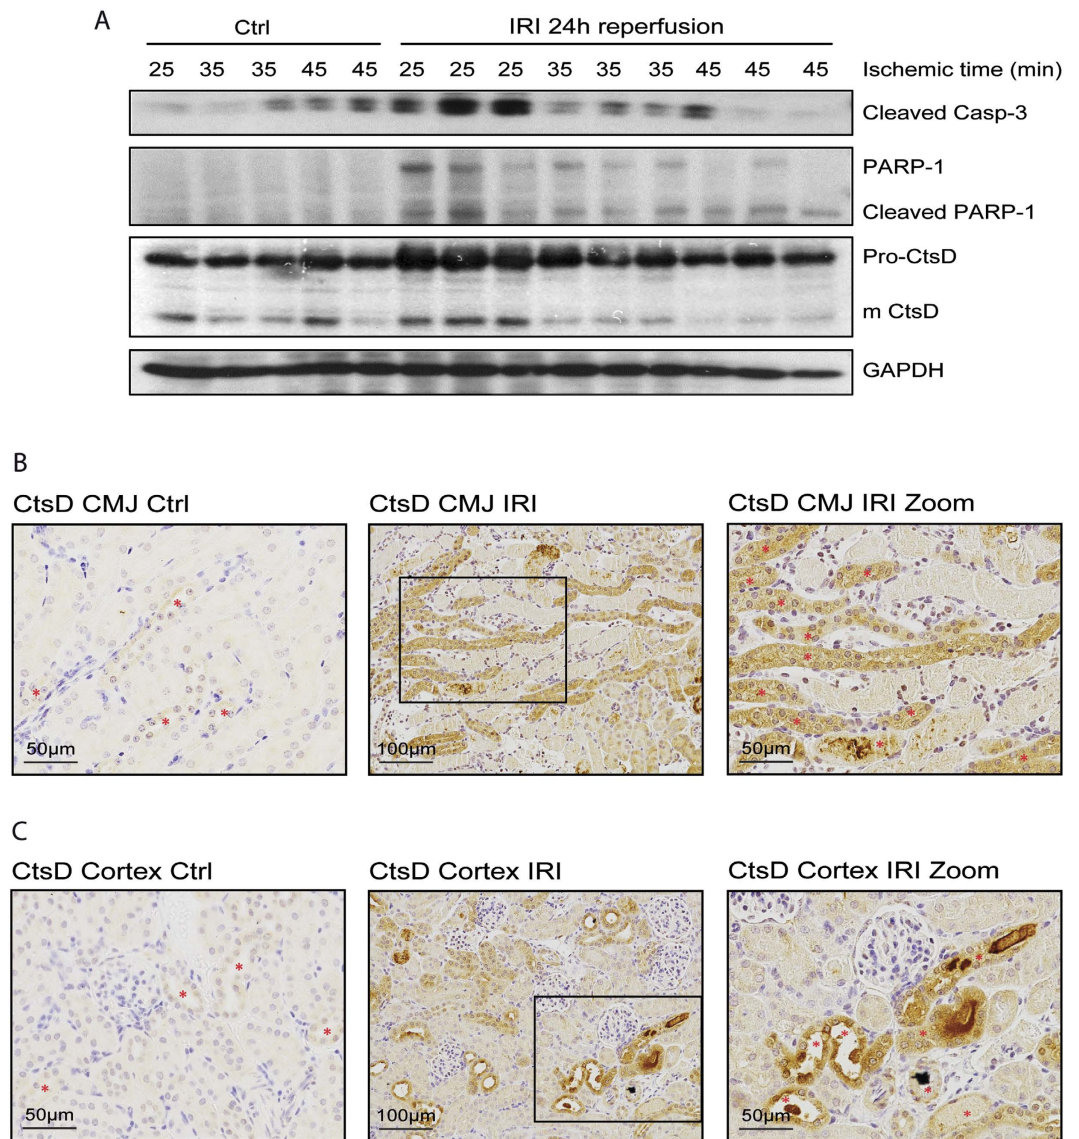 A
Ctrl
IRI 24h reperfusion
25 35 35 45 45 25 25 25 35 35 35 45 45 45 Ischemic time (min)
Cleaved Casp-3
PARP-1
Cleaved PARP-1
Pro-CtsD
m CtsD
GAPDH
B
CtsD CMJ Ctrl
CtsD CMJ IRI
CtsD CMJ IRI Zoom
50µm
100µm
50µm
C
CtsD Cortex Ctrl
CtsD Cortex IRI
CtsD Cortex IRI Zoom
50µm
100µm
50µm